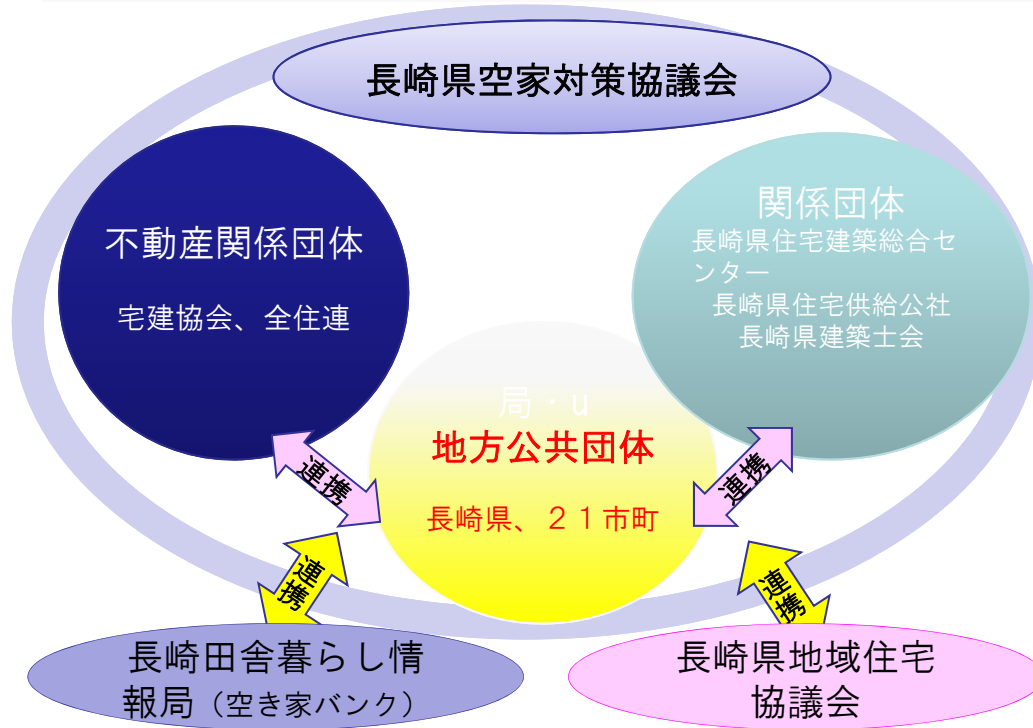 長崎県空家対策協議会
不動産関係団体
宅建協会、全住連
関係団体
長崎県住宅建築総合セ
ンター
長崎県住宅供給公社
長崎県建築士会
局・u
地方公共団体
長崎県、２１市町
連携
連携
連携
連携
長崎田舎暮らし情
報局（空き家バンク）
長崎県地域住宅
協議会